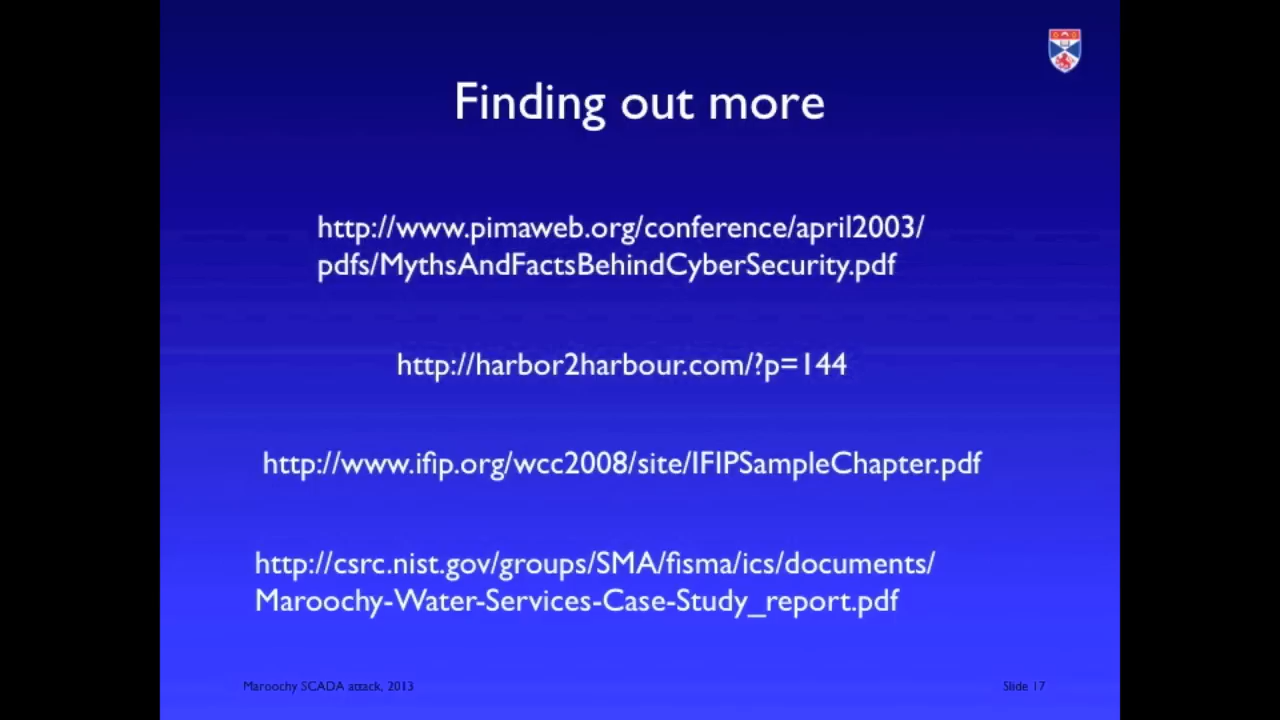 Finding out more
http://www.pimaweb.org/conference/april2003/
pdfs/MythsAndFactsBehindCyberSecurity.pdf
http://harbor2harbour.com/?p=144
http://www.ifip.org/wcc2008/site/IFIPSampleChapter.pdf
http://csrc.nist.gov/groups/SMA/fisma/ics/documents/
Maroochy-Water-Services-Case-Study_report.pdf
Maroochy SCADA attack, 2013
Slide 17